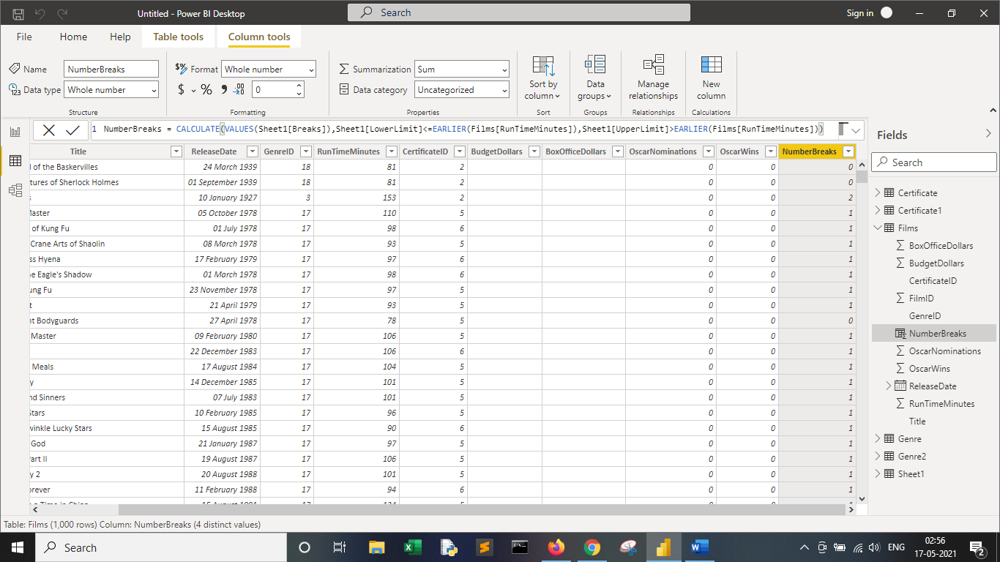 Untitled - Power BI Desktop
Search
Sign in
File Home Help Table tools Column tools
Name NumberBreaks
Data type Whole number
Structure
Format Whole number
$ % 0
Formatting
Summarization Sum
Data category Uncategorized
Properties
Sort by
column
Sort
Data
groups
Groups
Manage
relationships
Relationships
New
column
Calculations
1 NumberBreaks = CALCULATE(VALUES(Sheet1[Breaks]),Sheet1[LowerLimit]<=EARLIER(Films[RunTimeMinutes]),Sheet1[UpperLimit]>EARLIER(Films[RunTimeMinutes]))
Title ReleaseDate GenreID RunTimeMinutes CertificateID BudgetDollars BoxOfficeDollars OscarNominations OscarWins NumberBreaks
l of the Baskervilles 24 March 1939 18 81 2 0 0 0
tures of Sherlock Holmes 01 September 1939 18 81 2 0 0 0
10 January 1927 3 153 2 0 0 2
Master 05 October 1978 17 110 5 0 0 1
of Kung Fu 01 July 1978 17 98 6 0 0 1
Crane Arts of Shaolin 08 March 1978 17 93 5 0 0 1
ss Hyena 17 February 1979 17 97 6 0 0 1
ne Eagle's Shadow 01 March 1978 17 98 6 0 0 1
ung Fu 23 November 1978 17 97 5 0 0 1
t 21 April 1979 17 93 5 0 0 1
nt Bodyguards 27 April 1978 17 78 5 0 0 0
Master 09 February 1980 17 106 5 0 0 1
22 December 1983 17 106 6 0 0 1
Meals 17 August 1984 17 104 5 0 0 1
y 14 December 1985 17 101 5 0 0 1
nd Sinners 07 July 1983 17 101 5 0 0 1
Stars 10 February 1985 17 96 5 0 0 1
winkle Lucky Stars 15 August 1985 17 90 6 0 0 1
God 21 January 1987 17 97 5 0 0 1
Part II 19 August 1987 17 106 5 0 0 1
y 2 20 August 1988 17 101 5 0 0 1
orever 11 February 1988 17 94 6 0 0 1
Table: Films (1,000 rows) Column: NumberBreaks (4 distinct values)
Fields
Search
Certificate
Certificate1
Films
BoxOfficeDollars
BudgetDollars
CertificateID
FilmID
GenreID
NumberBreaks
OscarNominations
OscarWins
ReleaseDate
RunTimeMinutes
Title
Genre
Genre2
Sheet1
Search
ENG
02:56
17-05-2021
2